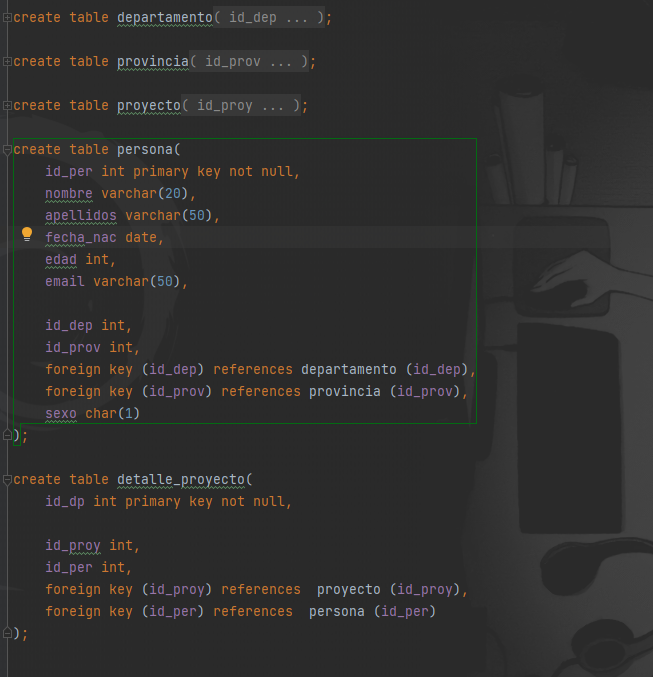 create table departamento( id_dep ... );
create table provincia( id_prov ... );
create table proyecto( id_proy ... );
create table persona(
id_per int primary key not null,
nombre varchar(20),
apellidos varchar(50),
fecha_nac date,
edad int,
email varchar(50),
id_dep int,
id_prov int,
foreign key (id_dep) references departamento (id_dep),
foreign key (id_prov) references provincia (id_prov),
sexo char(1)
);
create table detalle_proyecto(
id_dp int primary key not null,
id_proy int,
id_per int,
foreign key (id_proy) references  proyecto (id_proy),
foreign key (id_per) references  persona (id_per)
);